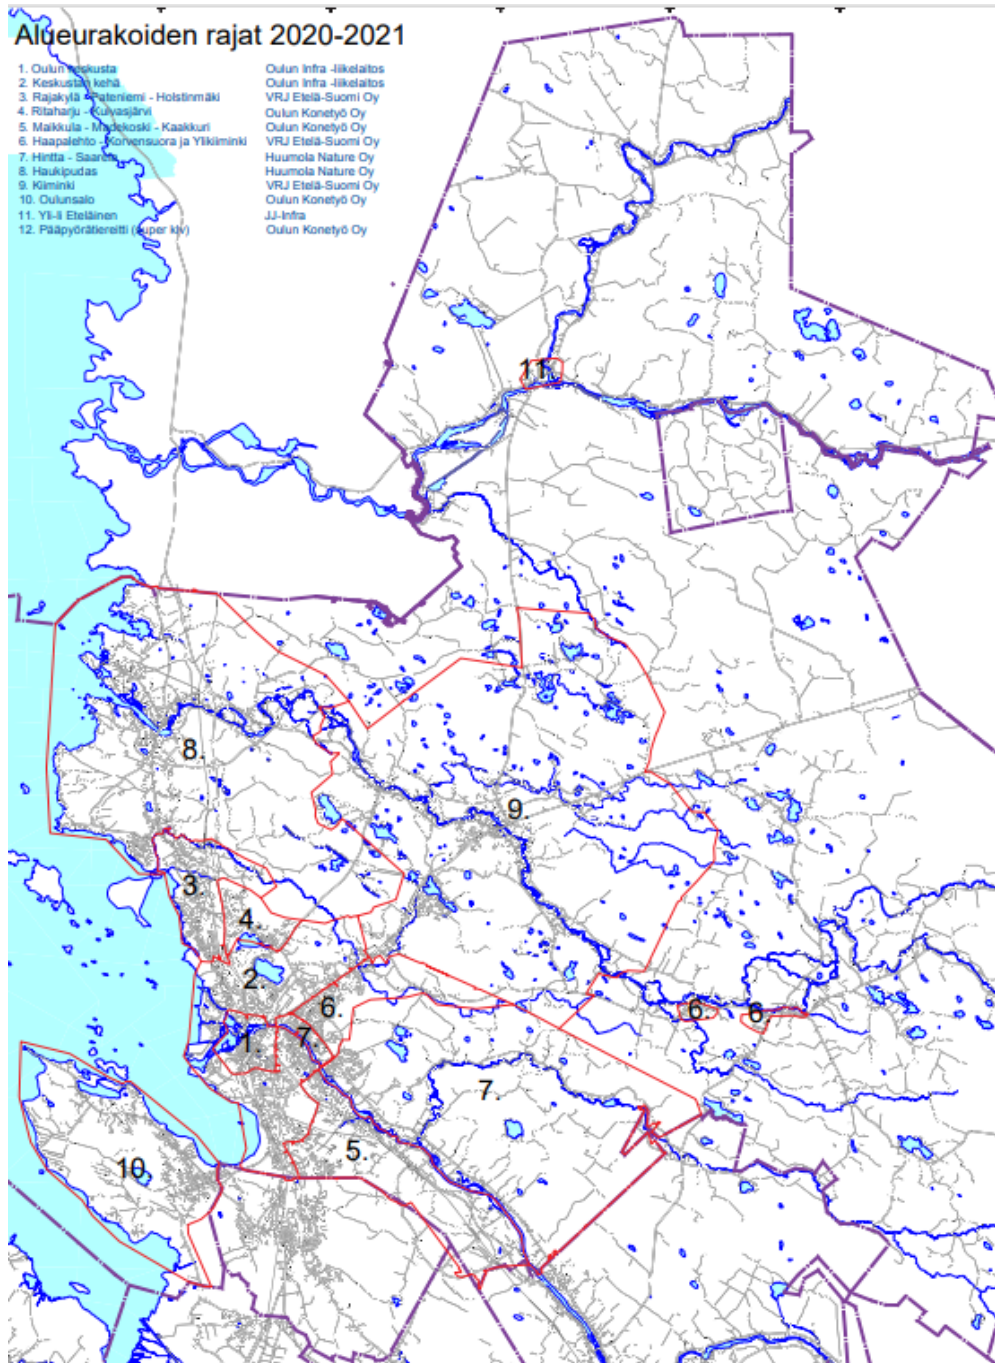 Alueurakoiden rajat 2020-2021
1. Oulun keskusta Oulun Infra -liikelaitos
2. Keskustan kehä Oulun Infra -liikelaitos
3. Rajakylä - Pateniemi - Holstinmäki VRJ Etelä-Suomi Oy
4. Ritaharju - Kuivasjärvi Oulun Konetyö Oy
5. Maikkula - Madekoski - Kaakkuri Oulun Konetyö Oy
6. Haapalehto - Korvensuora ja Ylikiiminki VRJ Etelä-Suomi Oy
7. Hintta - Saarela Huumola Nature Oy
8. Haukipudas Huumola Nature Oy
9. Kiiminki VRJ Etelä-Suomi Oy
10. Oulunsalo Oulun Konetyö Oy
11. Yli-Ii Eteläinen JJ-Infra
12. Pääpyörätiereitti (super klv) Oulun Konetyö Oy
11.
8.
9.
3.
4.
2.
6.
6.
6.
1.
7.
7.
5.
10.